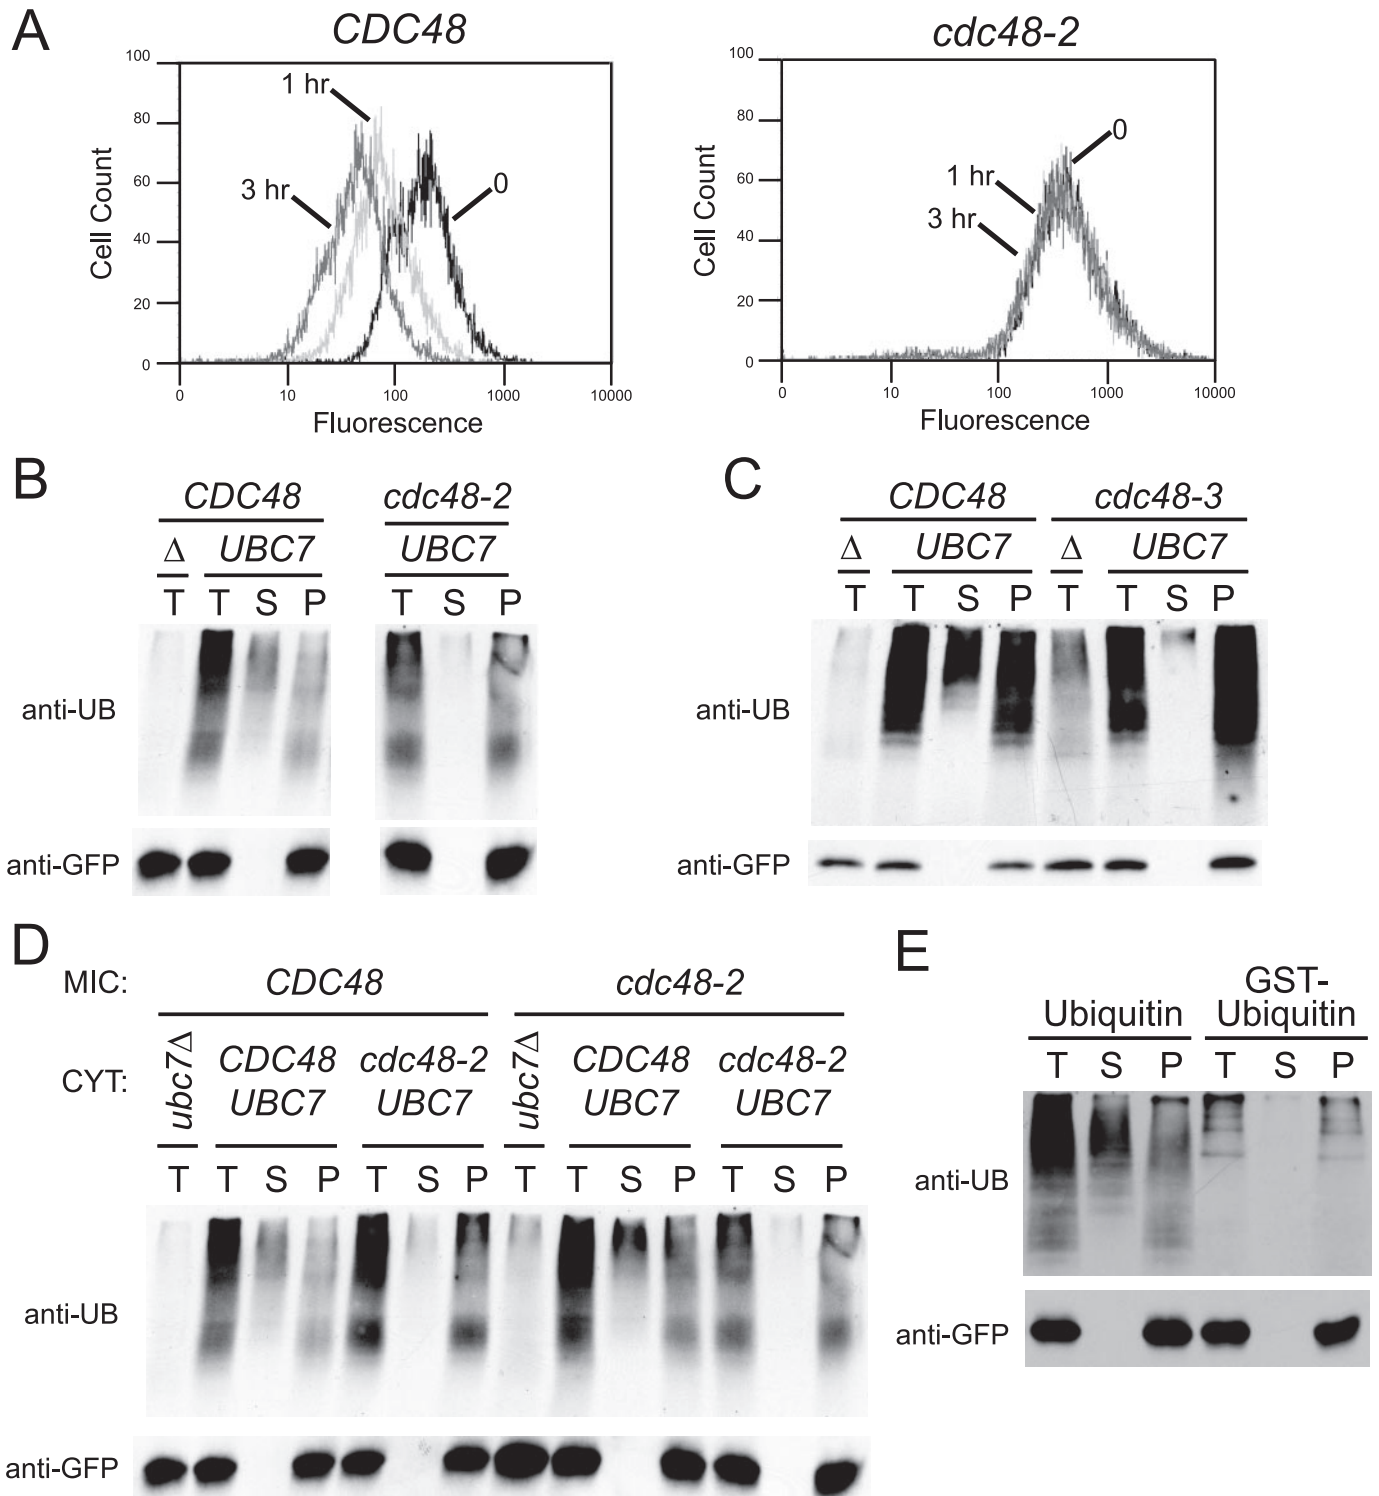 A
CDC48
cdc48-2
100
80
60
40
20
0
1 hr
3 hr
0
Cell Count
0
10
100
1000
10000
Fluorescence
100
80
60
40
20
0
0
1 hr
3 hr
Cell Count
0
10
100
1000
10000
Fluorescence
B
CDC48
cdc48-2
Δ
UBC7
UBC7
T
T
S
P
T
S
P
anti-UB
anti-GFP
C
CDC48
cdc48-3
Δ
UBC7
Δ
UBC7
T
T
S
P
T
T
S
P
anti-UB
anti-GFP
D
MIC:
CDC48
cdc48-2
CYT:
ubc7Δ
CDC48
UBC7
cdc48-2
UBC7
ubc7Δ
CDC48
UBC7
cdc48-2
UBC7
T
T
S
P
T
S
P
T
T
S
P
T
S
P
anti-UB
anti-GFP
E
Ubiquitin
GST-
Ubiquitin
T
S
P
T
S
P
anti-UB
anti-GFP